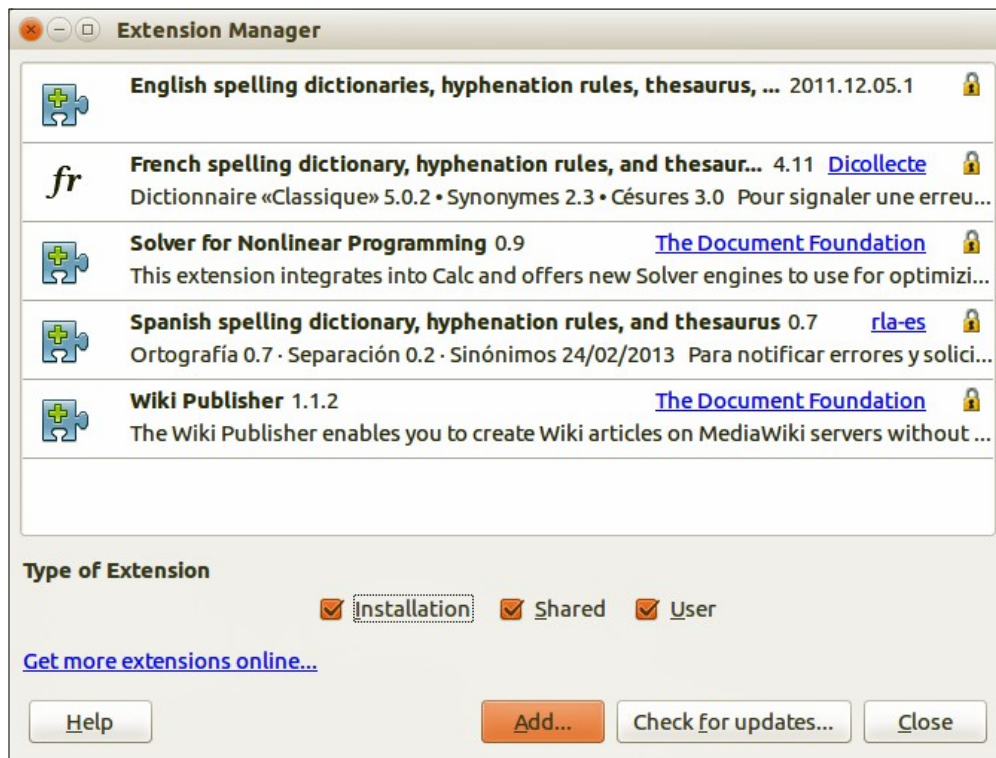 Extension Manager
English spelling dictionaries, hyphenation rules, thesaurus, ... 2011.12.05.1
fr
French spelling dictionary, hyphenation rules, and thesaur... 4.11 Dicollecte
Dictionnaire «Classique» 5.0.2 • Synonymes 2.3 • Césures 3.0 Pour signaler une erreu...
Solver for Nonlinear Programming 0.9 The Document Foundation
This extension integrates into Calc and offers new Solver engines to use for optimizi...
Spanish spelling dictionary, hyphenation rules, and thesaurus 0.7 rla-es
Ortografía 0.7 · Separación 0.2 · Sinónimos 24/02/2013 Para notificar errores y solici...
Wiki Publisher 1.1.2 The Document Foundation
The Wiki Publisher enables you to create Wiki articles on MediaWiki servers without ...
Type of Extension
Installation Shared User
Get more extensions online...
Help Add... Check for updates... Close